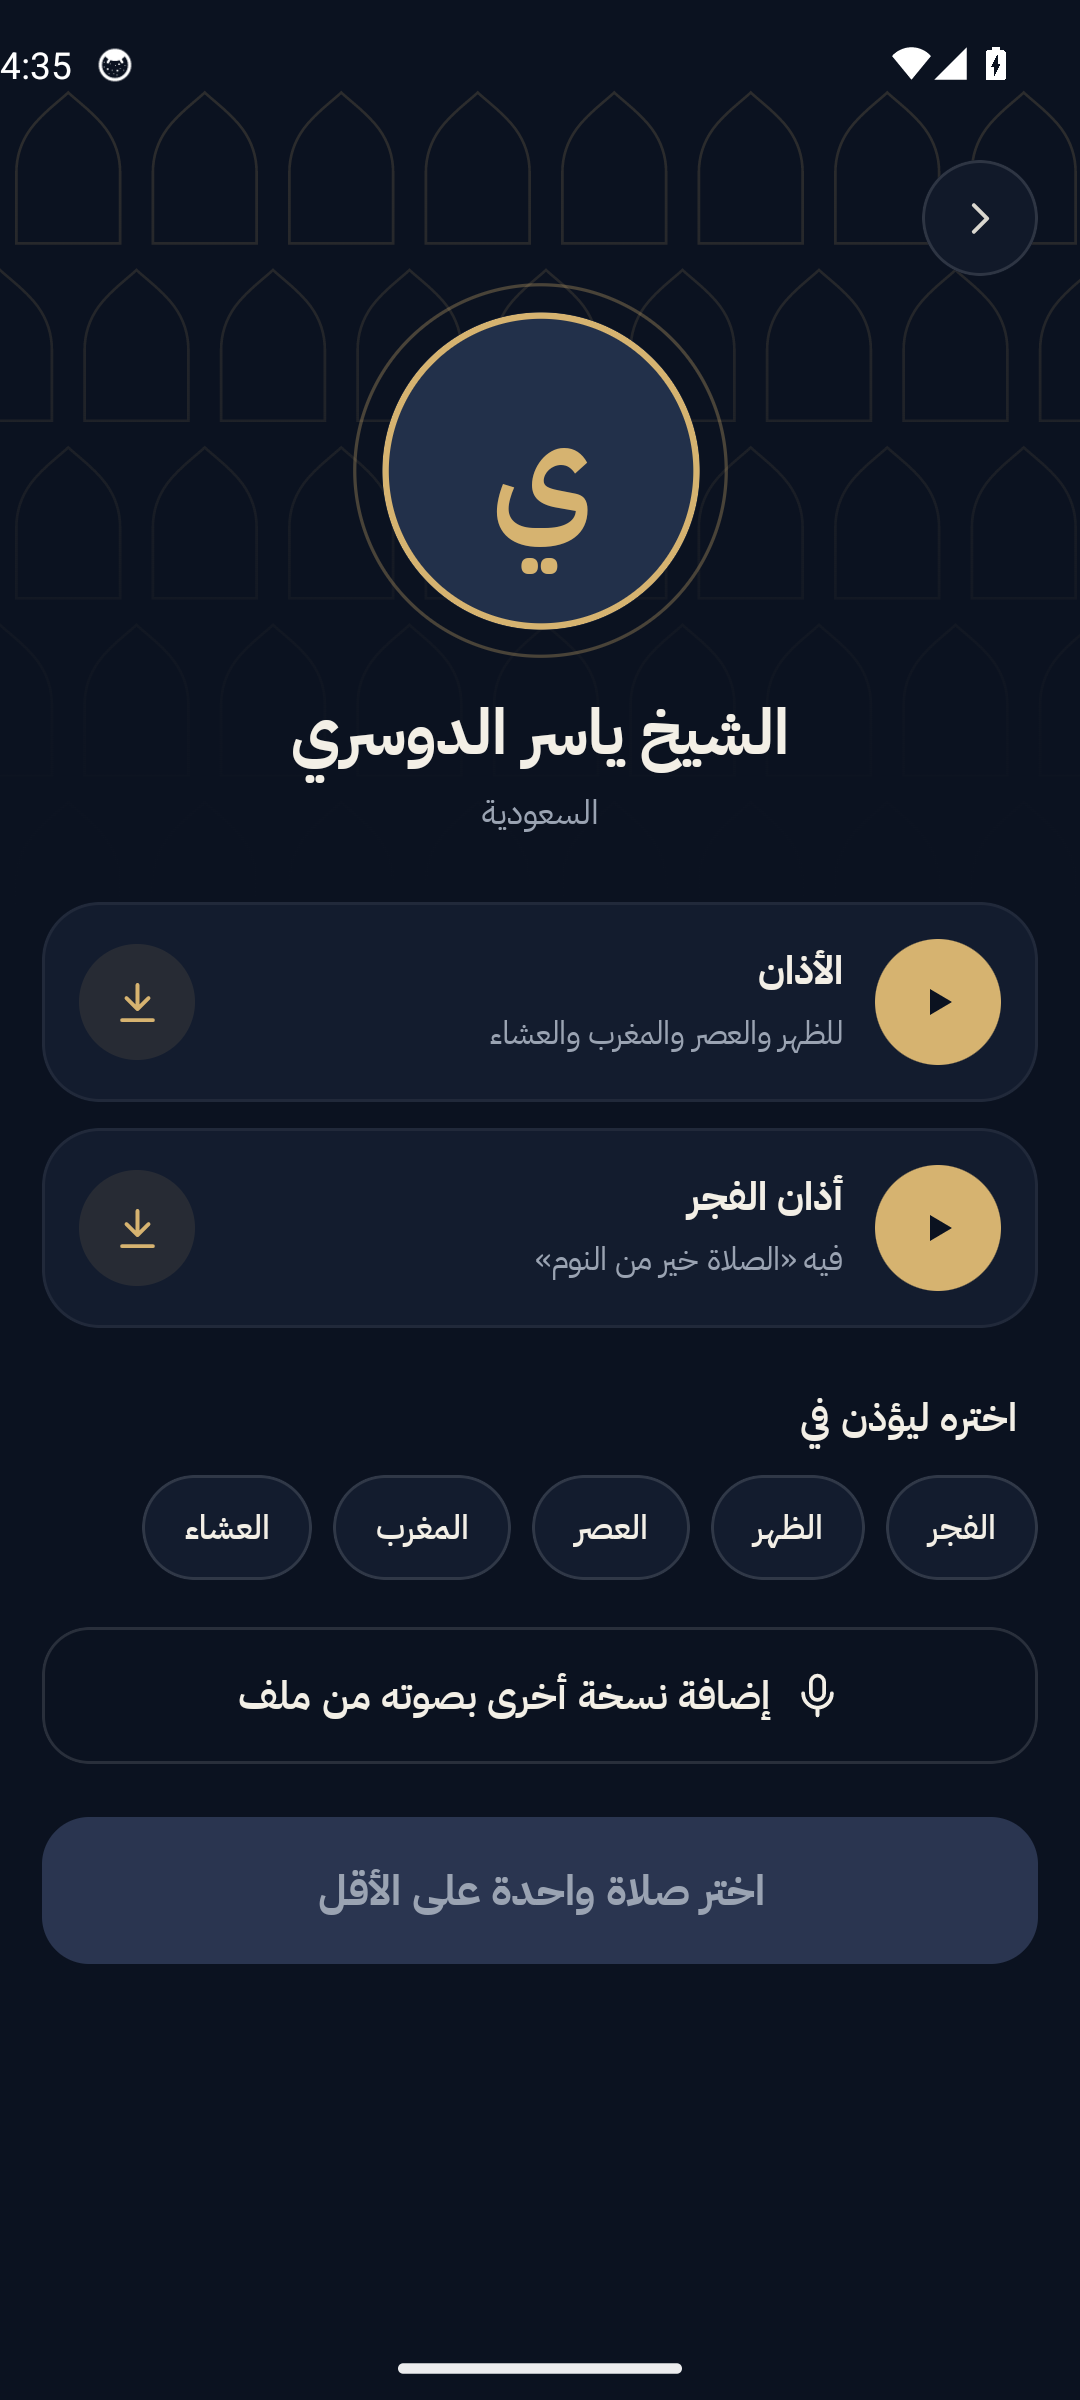 4:35
ي
الشيخ ياسر الدوسري
السعودية
الأذان
للظهر والعصر والمغرب والعشاء
أذان الفجر
فيه «الصلاة خير من النوم»
اختره ليؤذن في
الفجر الظهر العصر المغرب العشاء
إضافة نسخة أخرى بصوته من ملف
اختر صلاة واحدة على الأقل